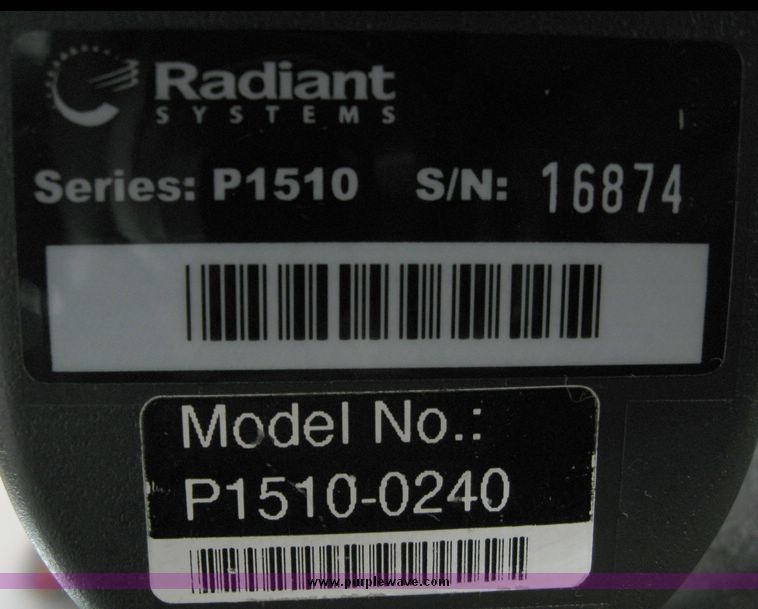 Radiant
SYSTEMS
Series: P1510 S/N: 16874
Model No.:
P1510-0240
www.purplewave.com